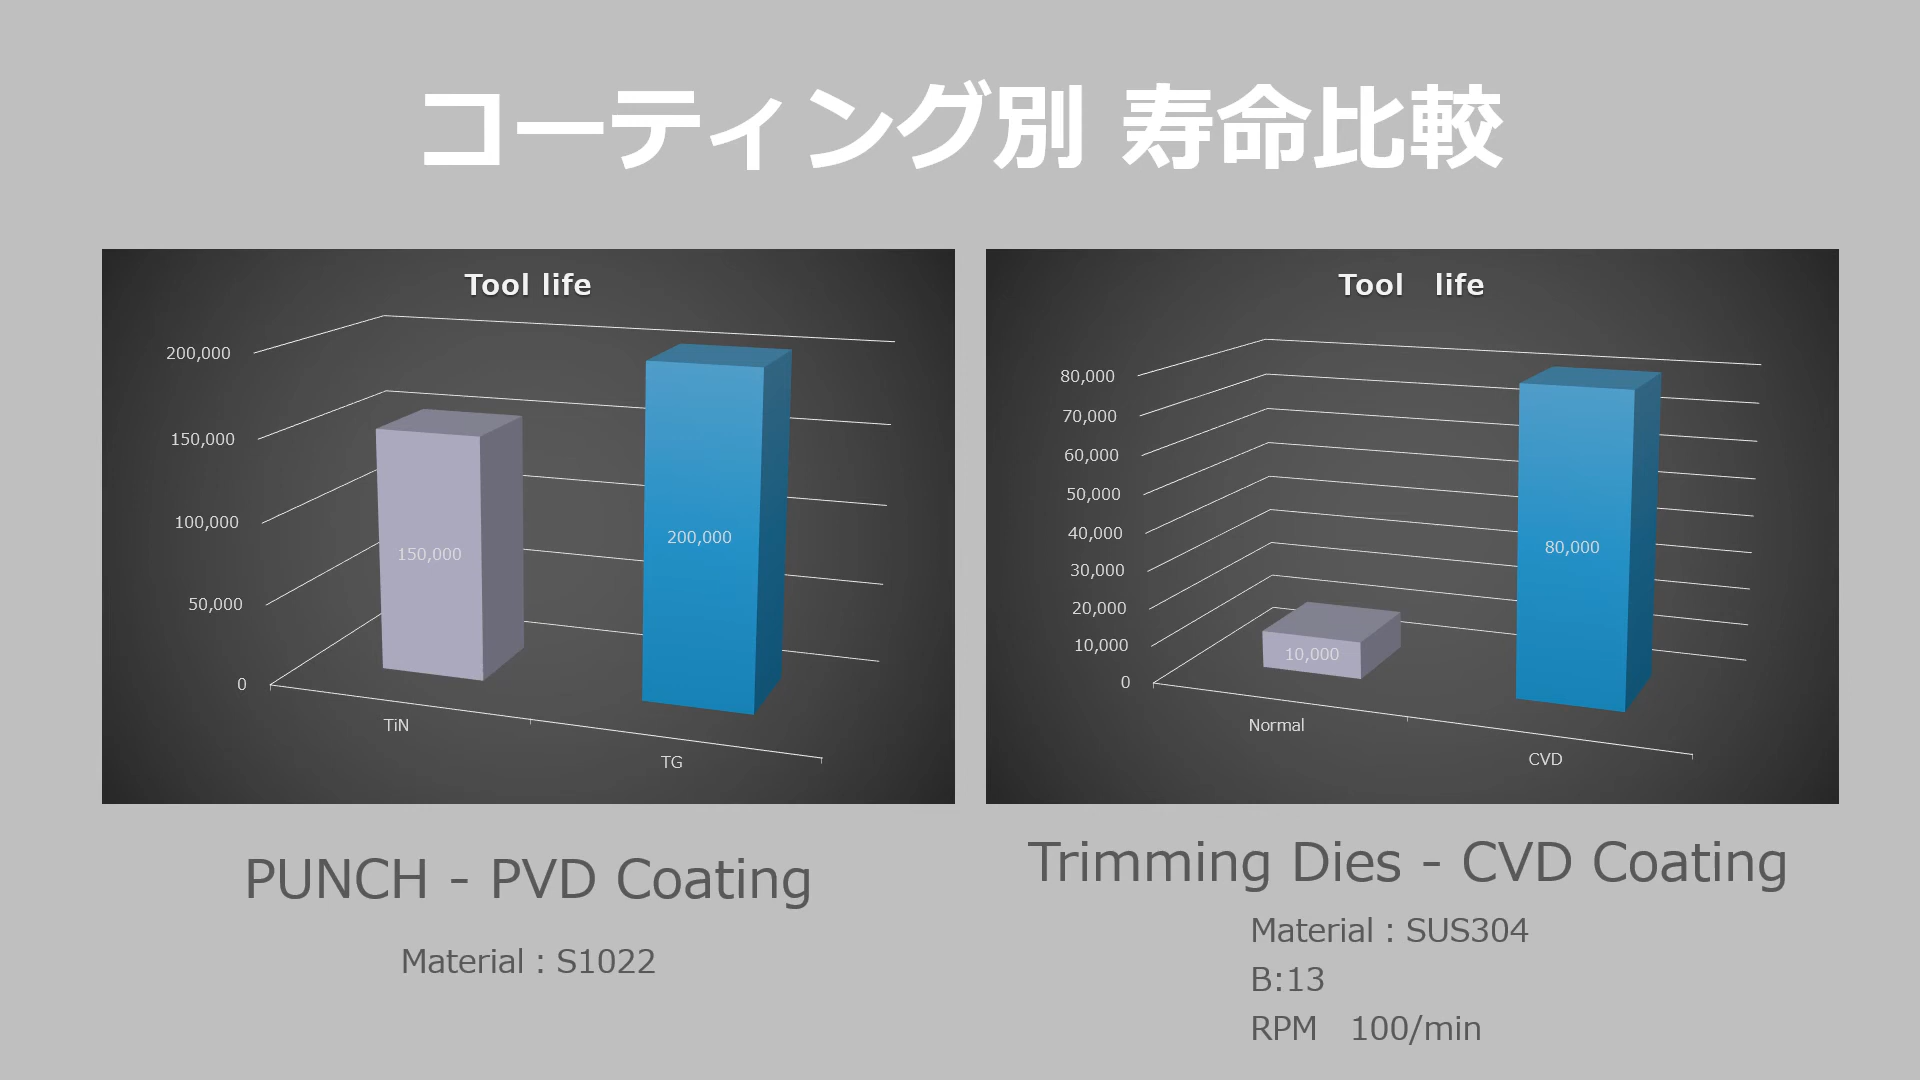 コーティング別 寿命比較
Tool life
200,000
150,000
100,000
50,000
0
150,000
200,000
TiN
TG
PUNCH - PVD Coating
Material : S1022
Tool　life
80,000
70,000
60,000
50,000
40,000
30,000
20,000
10,000
0
10,000
80,000
Normal
CVD
Trimming Dies - CVD Coating
Material : SUS304
B:13
RPM　100/min